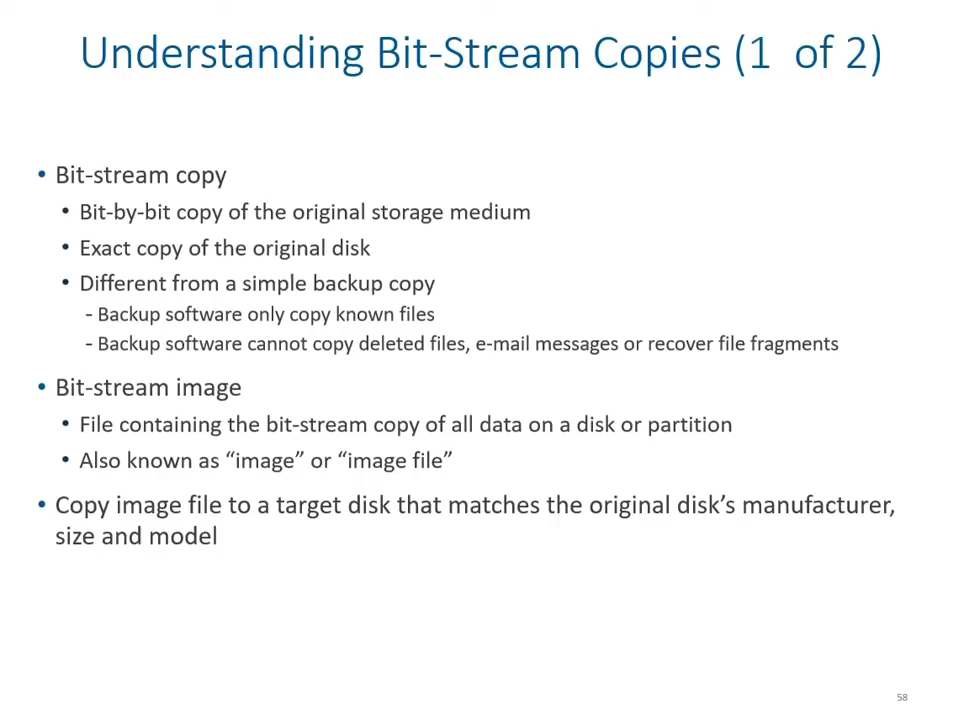 Understanding Bit-Stream Copies (1 of 2)
• Bit-stream copy
• Bit-by-bit copy of the original storage medium
• Exact copy of the original disk
• Different from a simple backup copy
- Backup software only copy known files
- Backup software cannot copy deleted files, e-mail messages or recover file fragments
• Bit-stream image
• File containing the bit-stream copy of all data on a disk or partition
• Also known as “image” or “image file”
• Copy image file to a target disk that matches the original disk’s manufacturer,
size and model
58